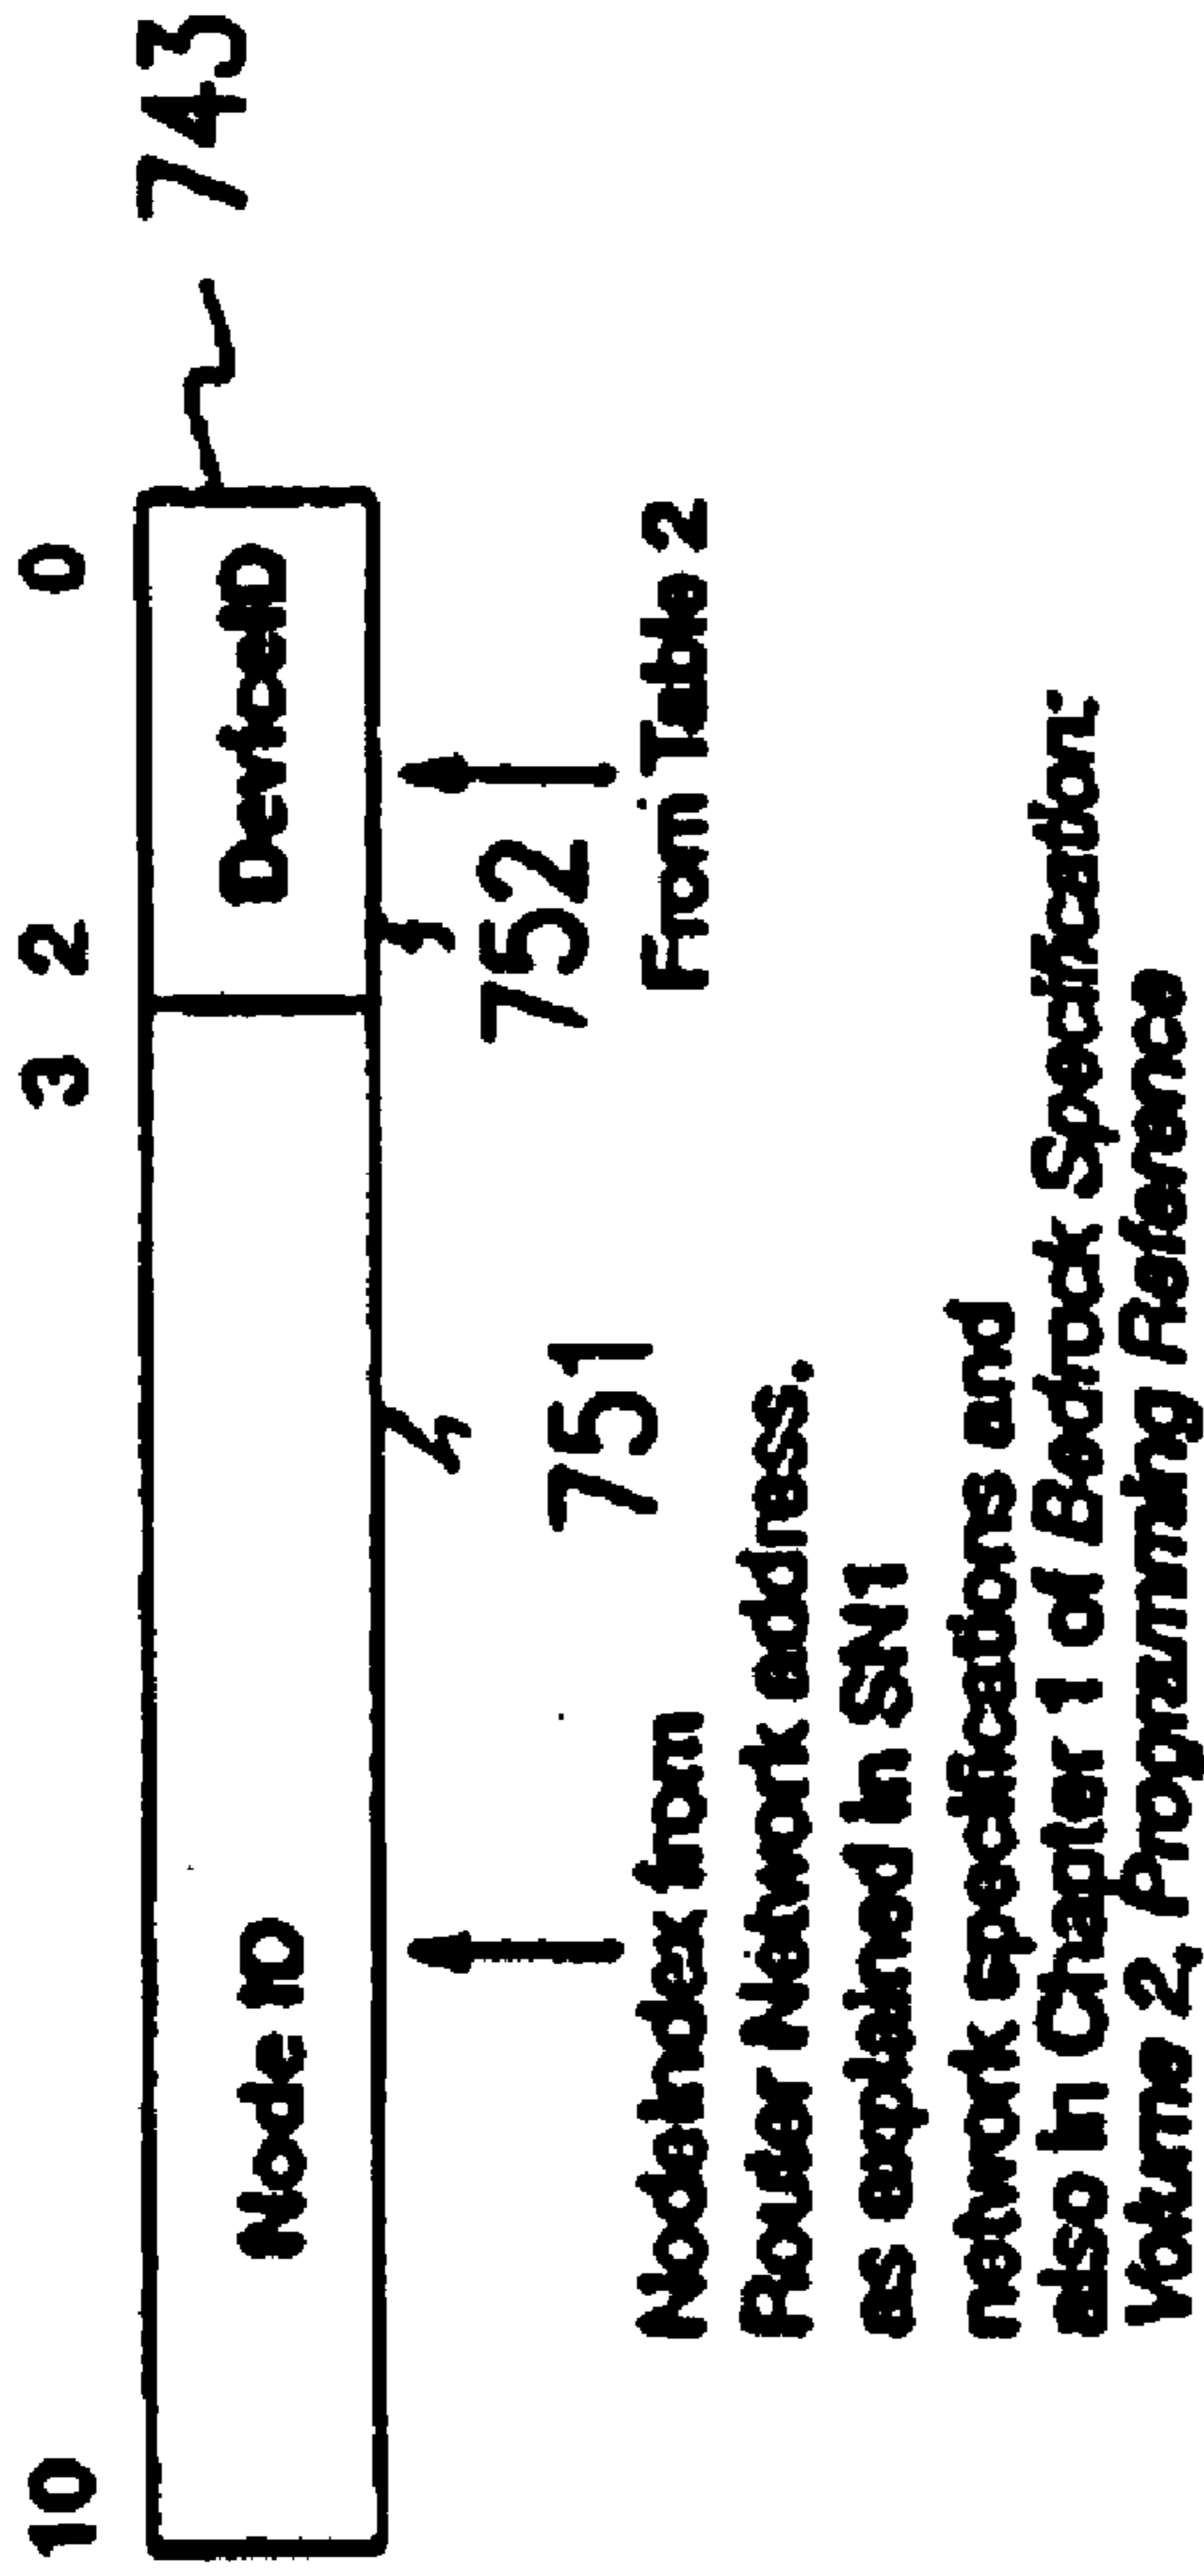 10 3 2 0
Node ID DeviceID 743
751 752
From Table 2
NodeIndex from
Router Network address.
as explained in SN1
network specifications and
also in Chapter 1 of Bedrock Specification:
Volume 2, Programming Reference